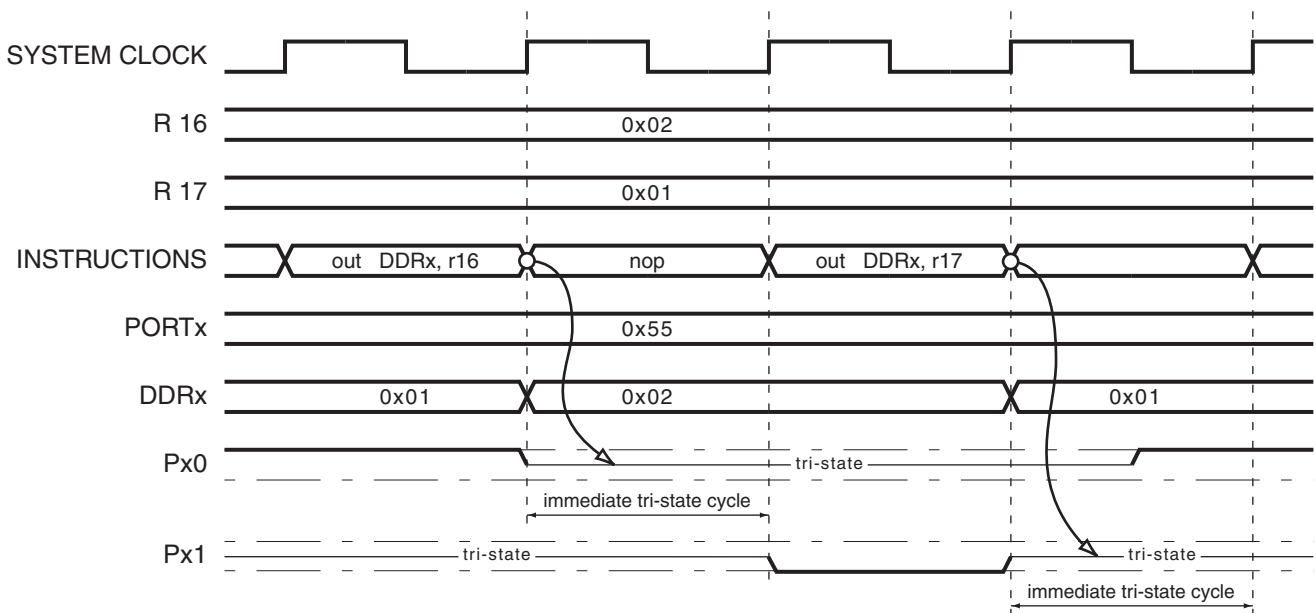 SYSTEM CLOCK
R 16 0x02
R 17 0x01
INSTRUCTIONS out DDRx, r16 nop out DDRx, r17
PORTx 0x55
DDRx 0x01 0x02 0x01
Px0 tri-state
immediate tri-state cycle
Px1 tri-state tri-state
immediate tri-state cycle